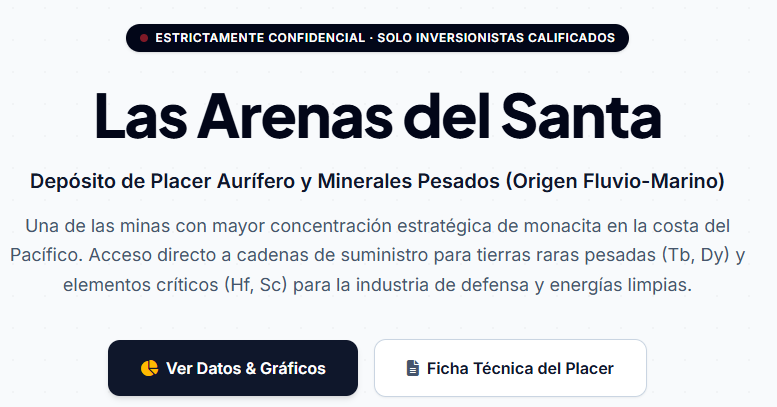 ESTRICTAMENTE CONFIDENCIAL · SOLO INVERSIONISTAS CALIFICADOS
Las Arenas del Santa
Depósito de Placer Aurífero y Minerales Pesados (Origen Fluvio-Marino)
Una de las minas con mayor concentración estratégica de monacita en la costa del
Pacífico. Acceso directo a cadenas de suministro para tierras raras pesadas (Tb, Dy) y
elementos críticos (Hf, Sc) para la industria de defensa y energías limpias.
Ver Datos & Gráficos
Ficha Técnica del Placer